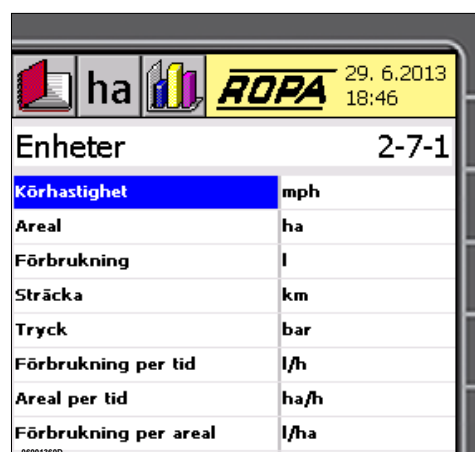 ha ROPA 29. 6.2013
18:46
Enheter 2-7-1
Körhastighet mph
Areal ha
Förbrukning l
Sträcka km
Tryck bar
Förbrukning per tid l/h
Areal per tid ha/h
Förbrukning per areal l/ha